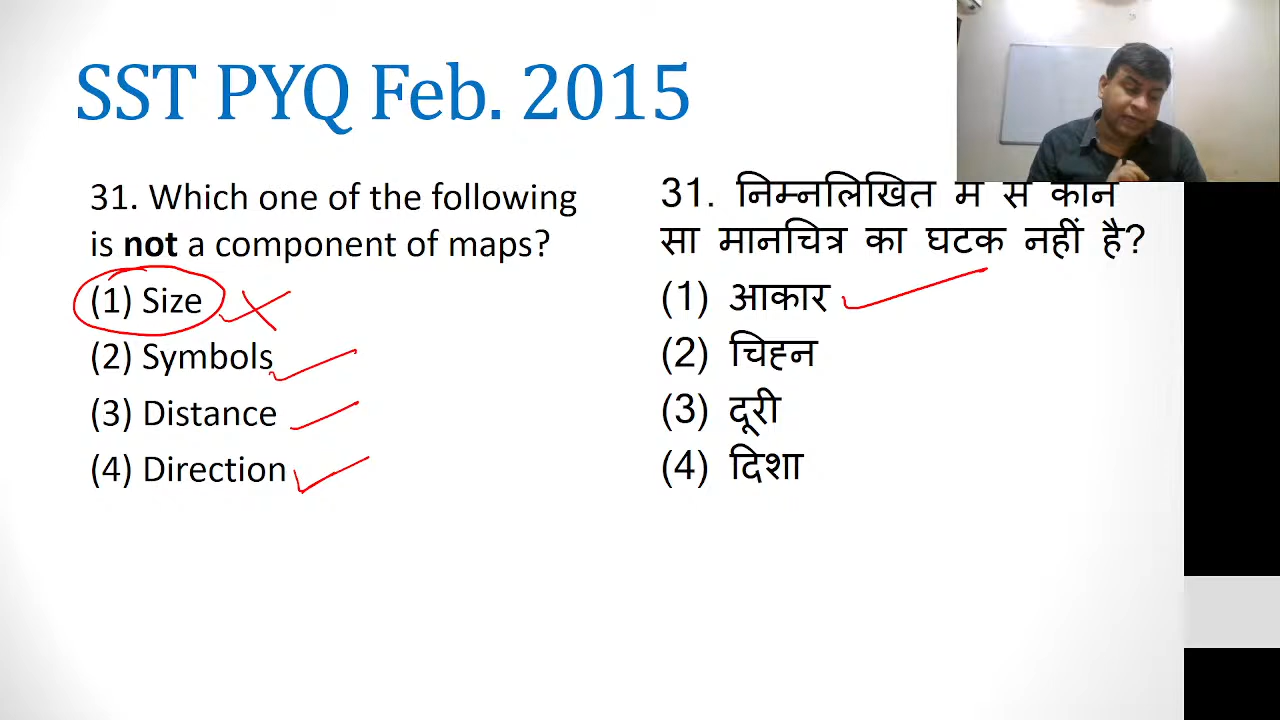 SST PYQ Feb. 2015
31. Which one of the following
is not a component of maps?
(1) Size
(2) Symbols
(3) Distance
(4) Direction
31. निम्नलिखित में से कौन
सा मानचित्र का घटक नहीं है?
(1) आकार
(2) चिह्न
(3) दूरी
(4) दिशा